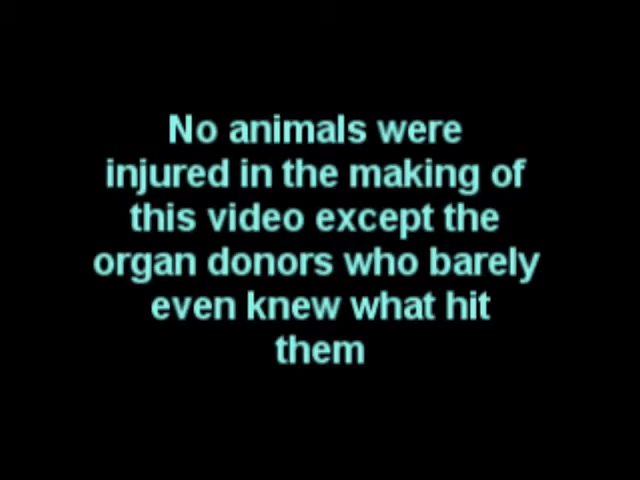 No animals were
injured in the making of
this video except the
organ donors who barely
even knew what hit
them